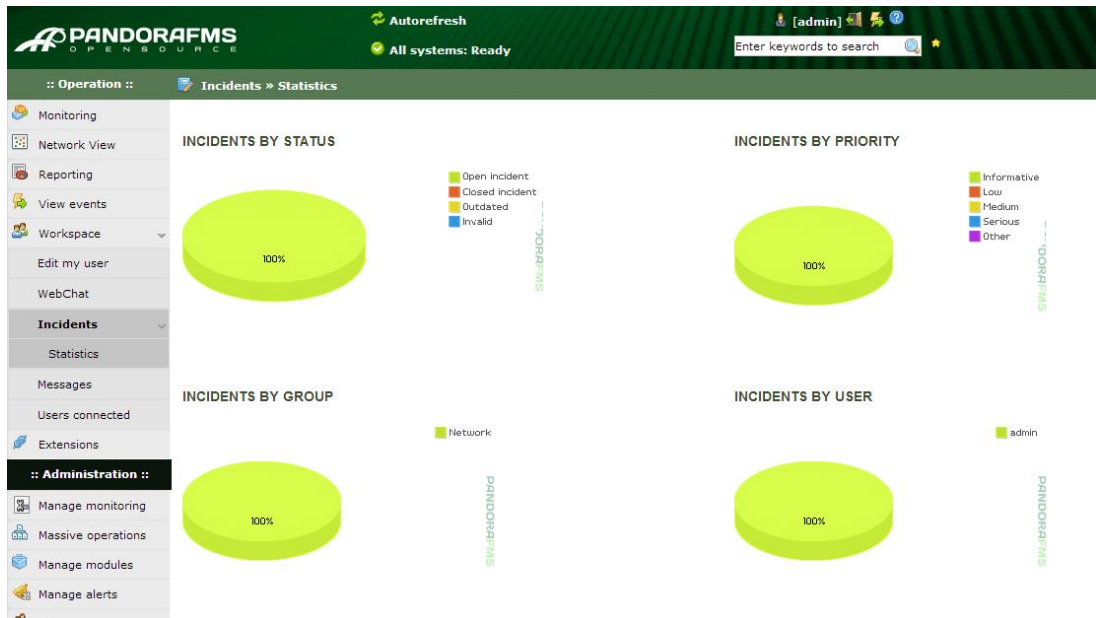 PANDORAFMS
OPENSOURCE
Autorefresh
All systems: Ready
[admin]
Enter keywords to search
:: Operation ::
Incidents » Statistics
Monitoring
Network View
Reporting
View events
Workspace
Edit my user
WebChat
Incidents
Statistics
Messages
Users connected
Extensions
:: Administration ::
Manage monitoring
Massive operations
Manage modules
Manage alerts
INCIDENTS BY STATUS
Open incident
Closed incident
Outdated
Invalid
100%
INCIDENTS BY PRIORITY
Informative
Low
Medium
Serious
Other
100%
INCIDENTS BY GROUP
Network
100%
PANDORAFMS
INCIDENTS BY USER
admin
100%
PANDORAFMS